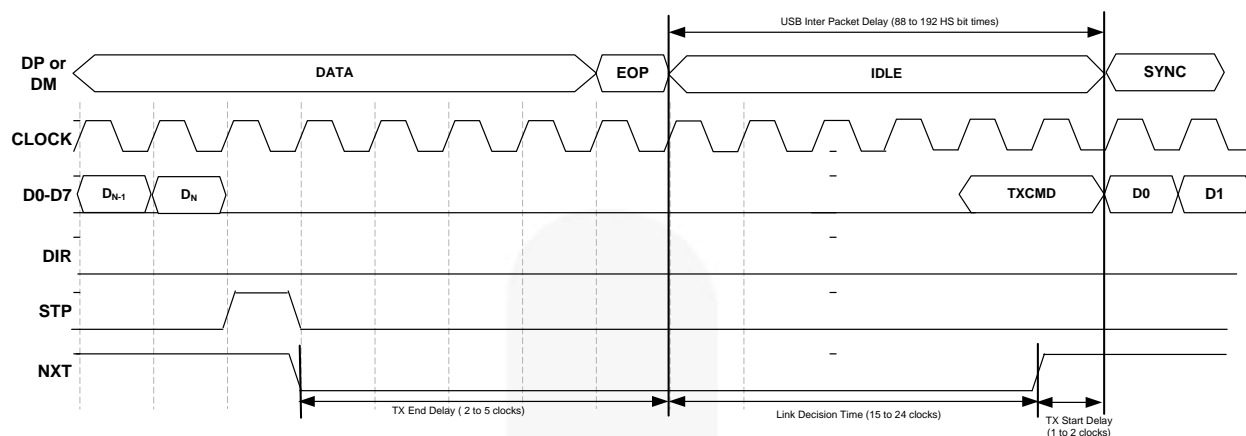 USB Inter Packet Delay (88 to 192 HS bit times)
DP or
DM
DATA
EOP
IDLE
SYNC
CLOCK
D0-D7
DN-1
DN
TXCMD
D0
D1
DIR
STP
NXT
TX End Delay ( 2 to 5 clocks)
Link Decision Time (15 to 24 clocks)
TX Start Delay
(1 to 2 clocks)